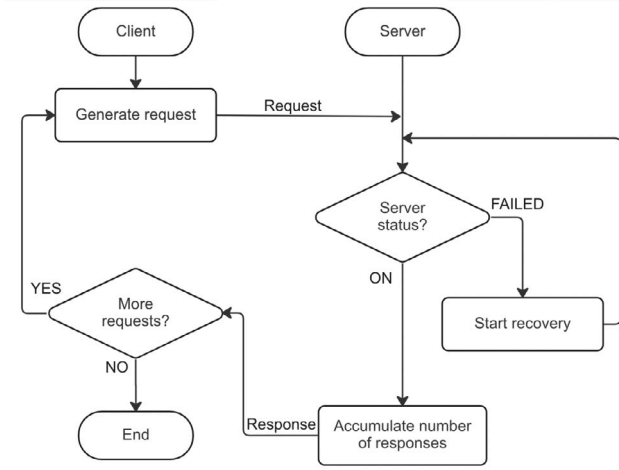 Client
Server
Generate request
Request
Server
status?
FAILED
ON
YES
More
requests?
Start recovery
NO
Response
Accumulate number
of responses
End